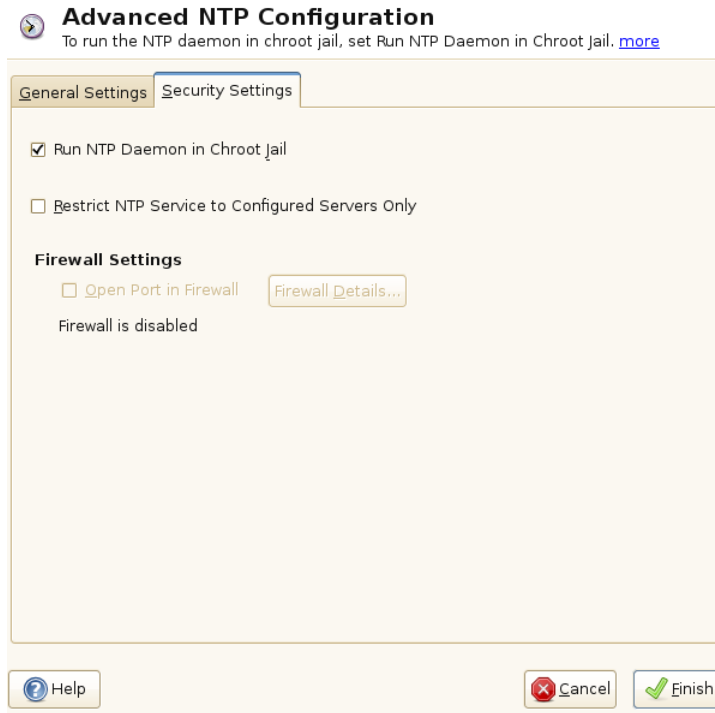 Advanced NTP Configuration
To run the NTP daemon in chroot jail, set Run NTP Daemon in Chroot Jail. more
General Settings Security Settings
Run NTP Daemon in Chroot Jail
Restrict NTP Service to Configured Servers Only
Firewall Settings
Open Port in Firewall Firewall Details...
Firewall is disabled
Help Cancel Finish